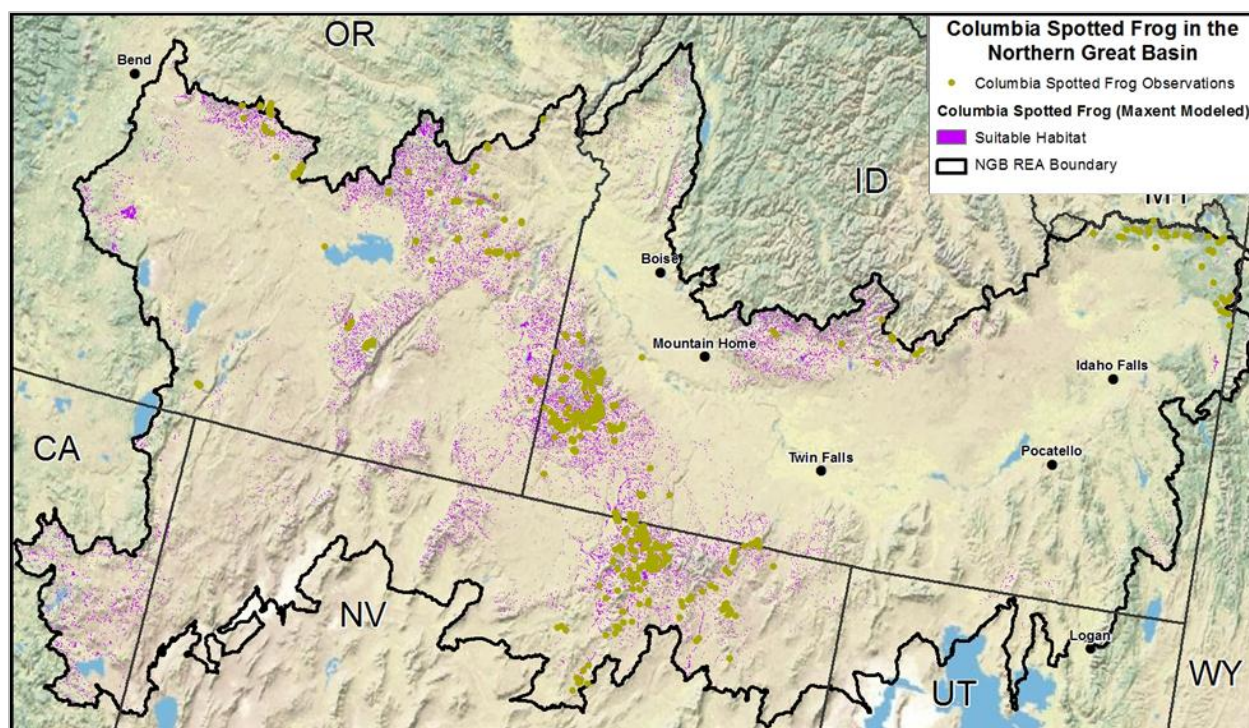 OR
Bend
Columbia Spotted Frog in the
Northern Great Basin
Columbia Spotted Frog Observations
Columbia Spotted Frog (Maxent Modeled)
Suitable Habitat
NGB REA Boundary
ID
MT
Boise
Mountain Home
Idaho Falls
CA
Twin Falls
Pocatello
NV
Logan
UT
WY